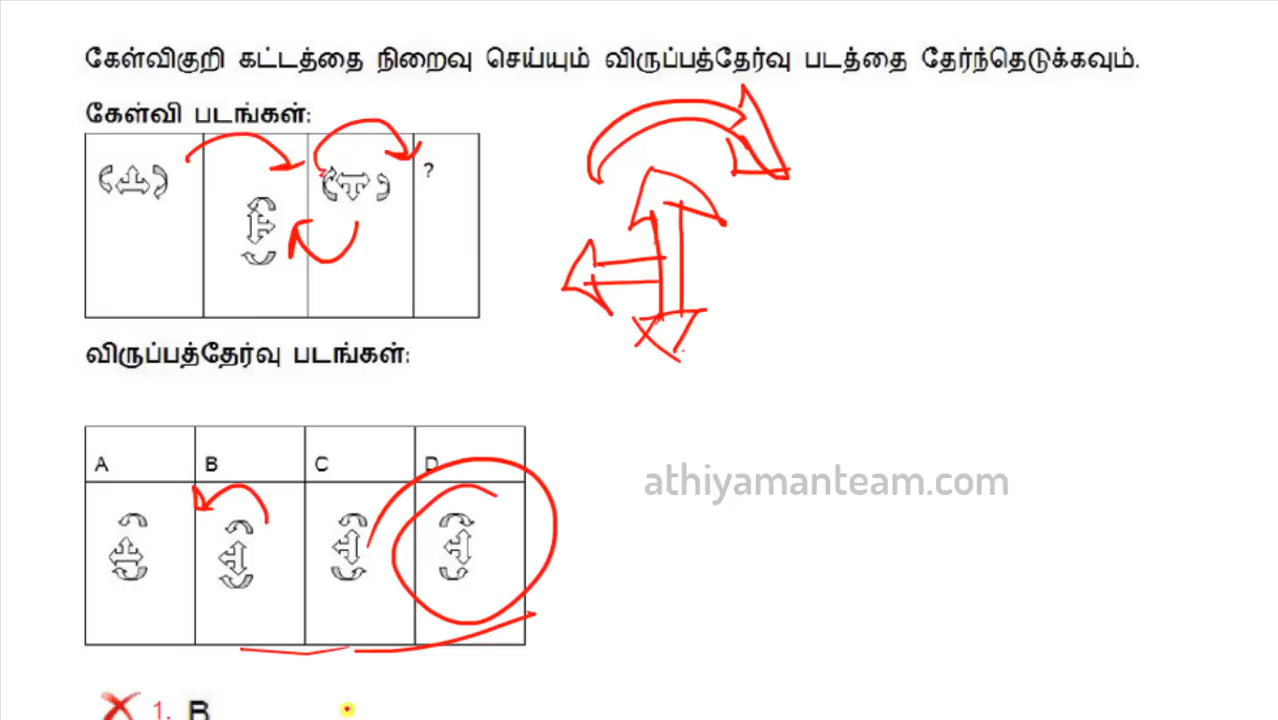 கேள்விகுறி கட்டத்தை நிறைவு செய்யும் விருப்பத்தேர்வு படத்தை தேர்ந்தெடுக்கவும்.
கேள்வி படங்கள்:
?
விருப்பத்தேர்வு படங்கள்:
A B C D
athiyamanteam.com
1. B